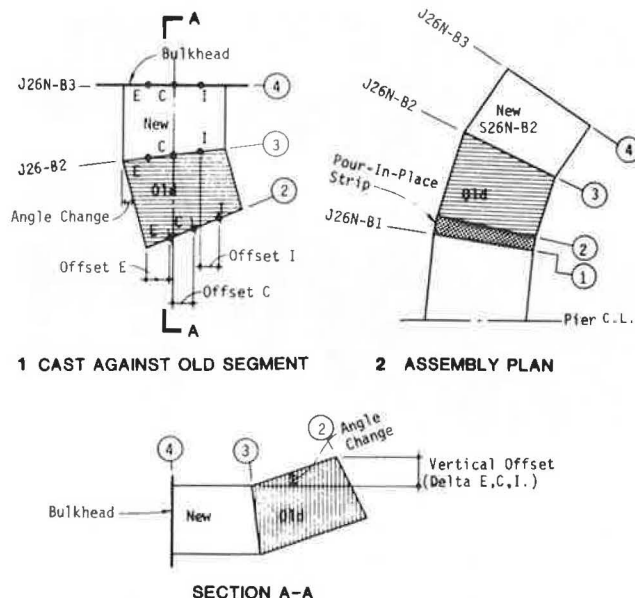 A
Bulkhead
J26N-B3
E C I
4
New
I
C
3
J26-B2
E
Old
2
Angle Change
I
C
E
Offset E
Offset I
Offset C
A
1 CAST AGAINST OLD SEGMENT
J26N-B3
J26N-B2
New
S26N-B2
4
Pour-In-Place
Strip
Old
3
J26N-B1
2
1
Pier C.L.
2 ASSEMBLY PLAN
4
3
2
Angle
Change
Vertical Offset
(Delta E,C,I.)
Bulkhead
New
Old
SECTION A-A